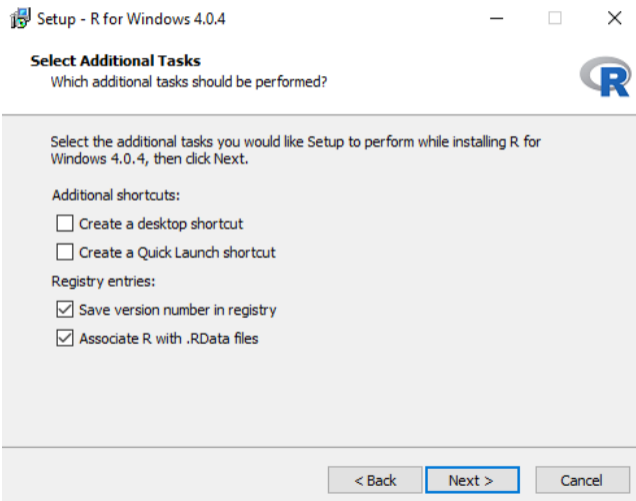 Setup - R for Windows 4.0.4
Select Additional Tasks
Which additional tasks should be performed?
R
Select the additional tasks you would like Setup to perform while installing R for
Windows 4.0.4, then click Next.
Additional shortcuts:
Create a desktop shortcut
Create a Quick Launch shortcut
Registry entries:
Save version number in registry
Associate R with .RData files
< Back Next > Cancel